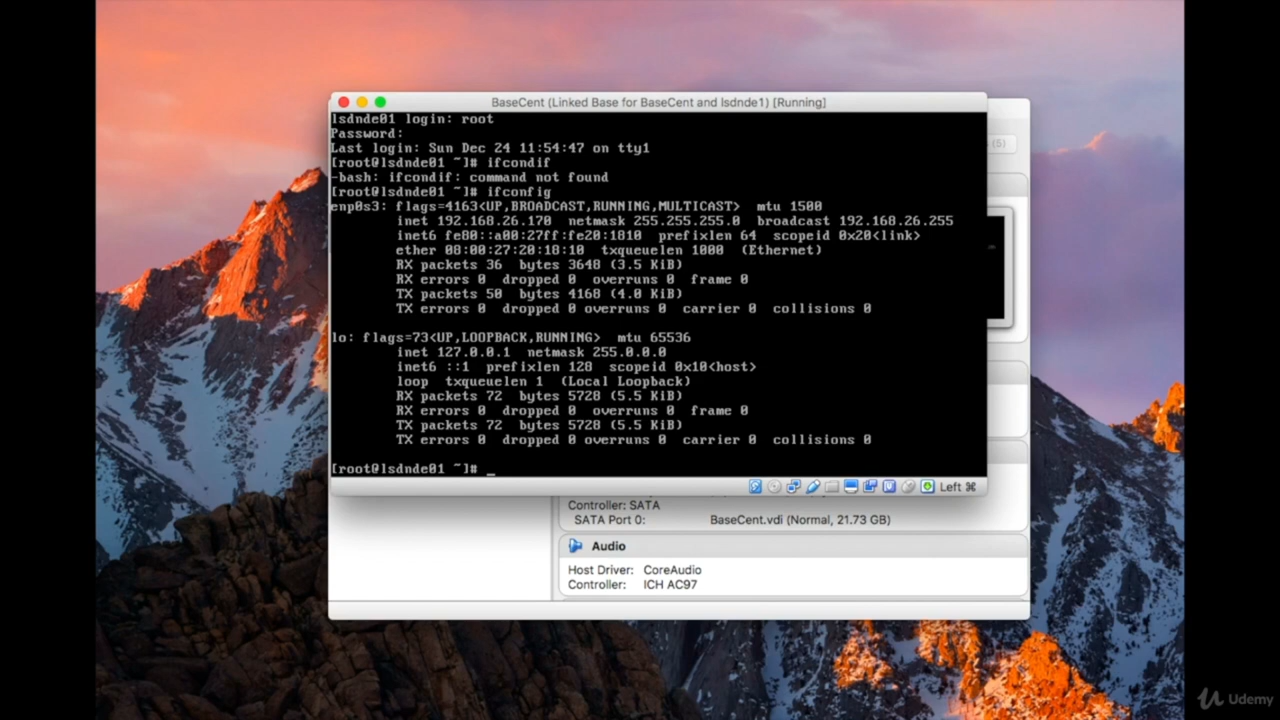 BaseCent (Linked Base for BaseCent and lsdnde1) [Running]
(5)
lsdnde01 login: root
Password:
Last login: Sun Dec 24 11:54:47 on tty1
[root@lsdnde01 ~]# ifcondif
-bash: ifcondif: command not found
[root@lsdnde01 ~]# ifconfig
enp0s3: flags=4163<UP,BROADCAST,RUNNING,MULTICAST>  mtu 1500
inet 192.168.26.170  netmask 255.255.255.0  broadcast 192.168.26.255
inet6 fe80::a00:27ff:fe20:1810  prefixlen 64  scopeid 0x20<link>
ether 08:00:27:20:18:10  txqueuelen 1000  (Ethernet)
RX packets 36  bytes 3648 (3.5 KiB)
RX errors 0  dropped 0  overruns 0  frame 0
TX packets 50  bytes 4168 (4.0 KiB)
TX errors 0  dropped 0 overruns 0  carrier 0  collisions 0
lo: flags=73<UP,LOOPBACK,RUNNING>  mtu 65536
inet 127.0.0.1  netmask 255.0.0.0
inet6 ::1  prefixlen 128  scopeid 0x10<host>
loop  txqueuelen 1  (Local Loopback)
RX packets 72  bytes 5728 (5.5 KiB)
RX errors 0  dropped 0  overruns 0  frame 0
TX packets 72  bytes 5728 (5.5 KiB)
TX errors 0  dropped 0 overruns 0  carrier 0  collisions 0
[root@lsdnde01 ~]# _
Left ⌘
Controller: SATA
SATA Port 0: BaseCent.vdi (Normal, 21.73 GB)
Audio
Host Driver: CoreAudio
Controller: ICH AC97
Udemy